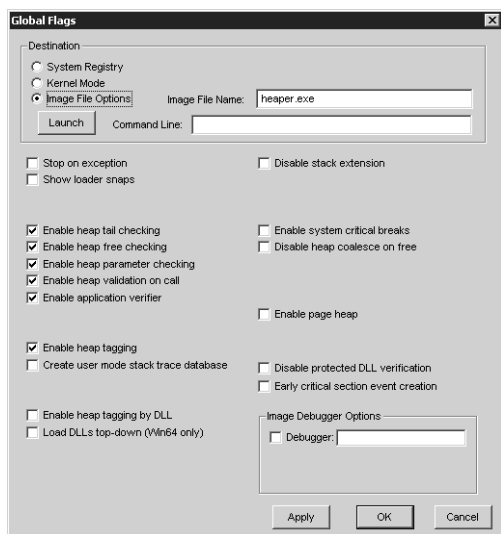 Global Flags
Destination
System Registry
Kernel Mode
Image File Options Image File Name: heaper.exe
Launch Command Line:
Stop on exception Disable stack extension
Show loader snaps
Enable heap tail checking Enable system critical breaks
Enable heap free checking Disable heap coalesce on free
Enable heap parameter checking
Enable heap validation on call
Enable application verifier
Enable page heap
Enable heap tagging
Create user mode stack trace database Disable protected DLL verification
Early critical section event creation
Enable heap tagging by DLL Image Debugger Options
Load DLLs top-down (Win64 only) Debugger:
Apply OK Cancel